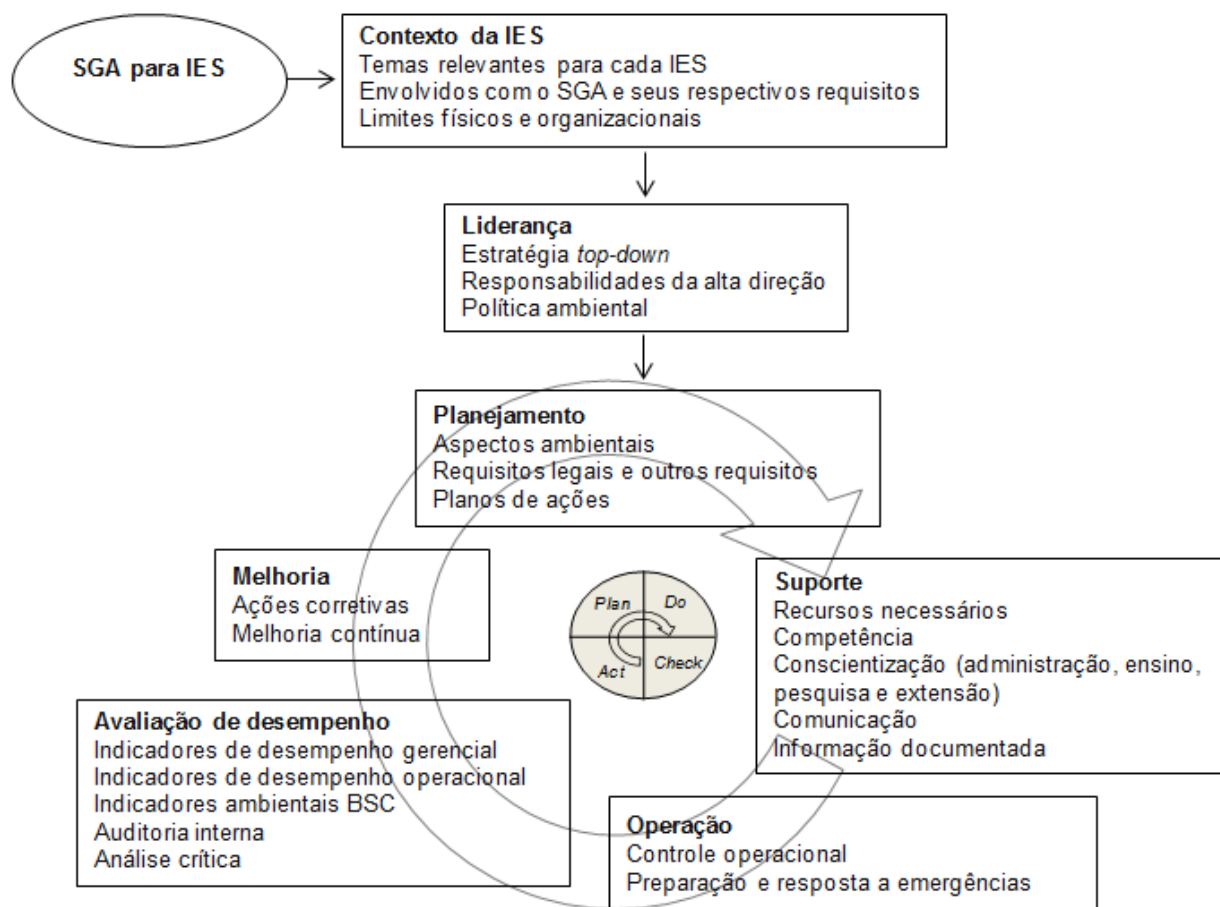 SGA para IES
Contexto da IES
Temas relevantes para cada IES
Envolvidos com o SGA e seus respectivos requisitos
Limites físicos e organizacionais
Liderança
Estratégia top-down
Responsabilidades da alta direção
Política ambiental
Planejamento
Aspectos ambientais
Requisitos legais e outros requisitos
Planos de ações
Melhoria
Ações corretivas
Melhoria contínua
Plan
Do
Act
Check
Suporte
Recursos necessários
Competência
Conscientização (administração, ensino,
pesquisa e extensão)
Comunicação
Informação documentada
Avaliação de desempenho
Indicadores de desempenho gerencial
Indicadores de desempenho operacional
Indicadores ambientais BSC
Auditoria interna
Análise crítica
Operação
Controle operacional
Preparação e resposta a emergências